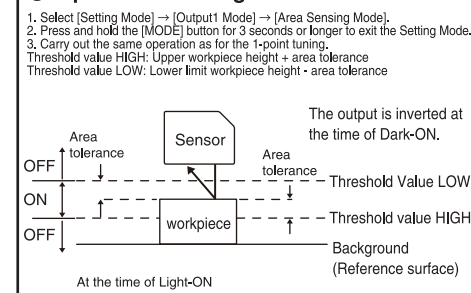 1. Select [Setting Mode] → [Output1 Mode] → [Area Sensing Mode].
2. Press and hold the [MODE] button for 3 seconds or longer to exit the Setting Mode.
3. Carry out the same operation as for the 1-point tuning.
Threshold value HIGH: Upper workpiece height + area tolerance
Threshold value LOW: Lower limit workpiece height - area tolerance
The output is inverted at
the time of Dark-ON.
Sensor
Area
tolerance
Area
tolerance
OFF
ON
OFF
Threshold Value LOW
Threshold value HIGH
workpiece
Background
(Reference surface)
At the time of Light-ON